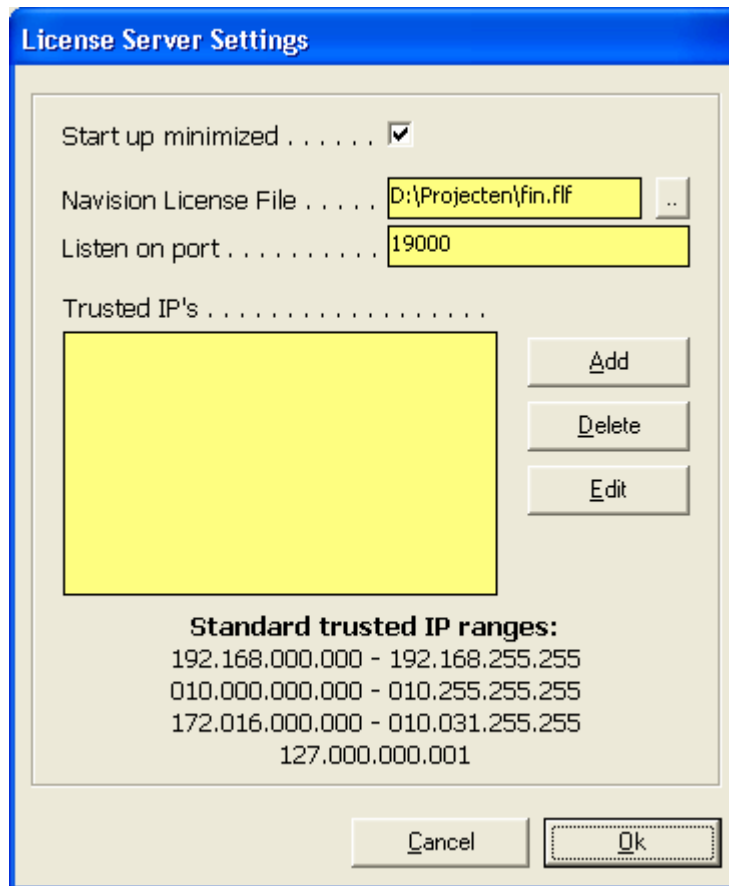 License Server Settings
Start up minimized . . . . . .
Navision License File . . . . . D:\Projecten\fin.flf ..
Listen on port . . . . . . . . . . 19000
Trusted IP's . . . . . . . . . . . . . . . . . .
Add
Delete
Edit
Standard trusted IP ranges:
192.168.000.000 - 192.168.255.255
010.000.000.000 - 010.255.255.255
172.016.000.000 - 010.031.255.255
127.000.000.001
Cancel Ok